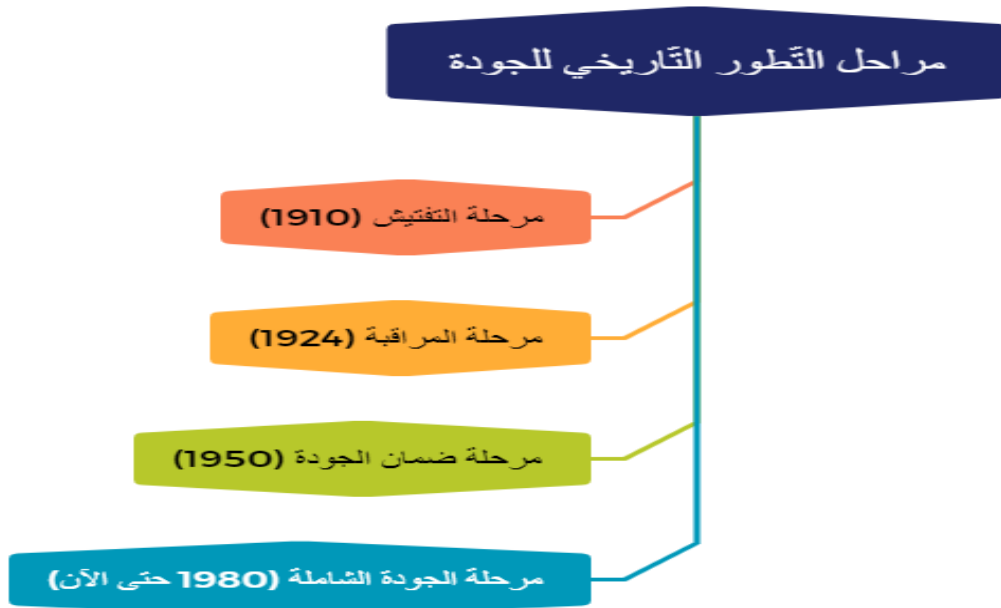 مراحل التّطور التّاريخي للجودة
مرحلة التفتيش (1910)
مرحلة المراقبة (1924)
مرحلة ضمان الجودة (1950)
مرحلة الجودة الشاملة (1980 حتى الآن)